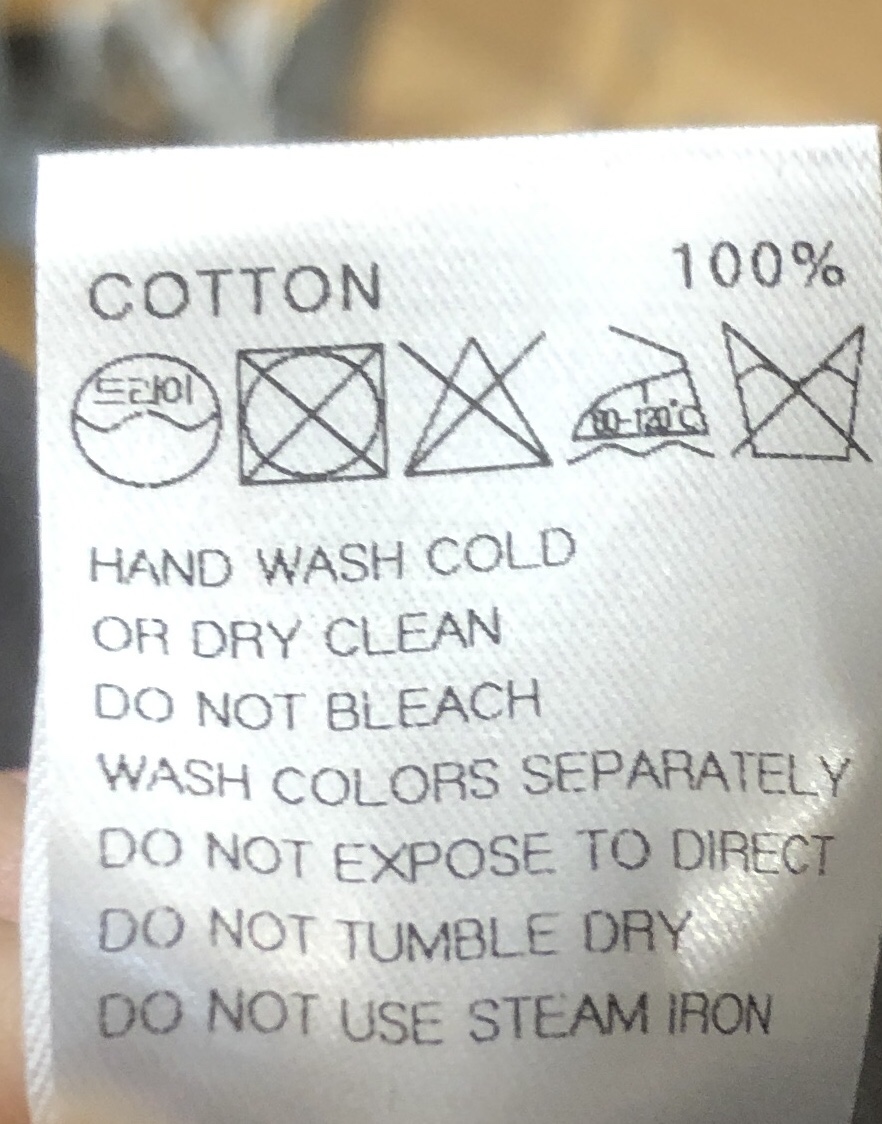 COTTON 100%
드라이
80-120°C
HAND WASH COLD
OR DRY CLEAN
DO NOT BLEACH
WASH COLORS SEPARATELY
DO NOT EXPOSE TO DIRECT
DO NOT TUMBLE DRY
DO NOT USE STEAM IRON